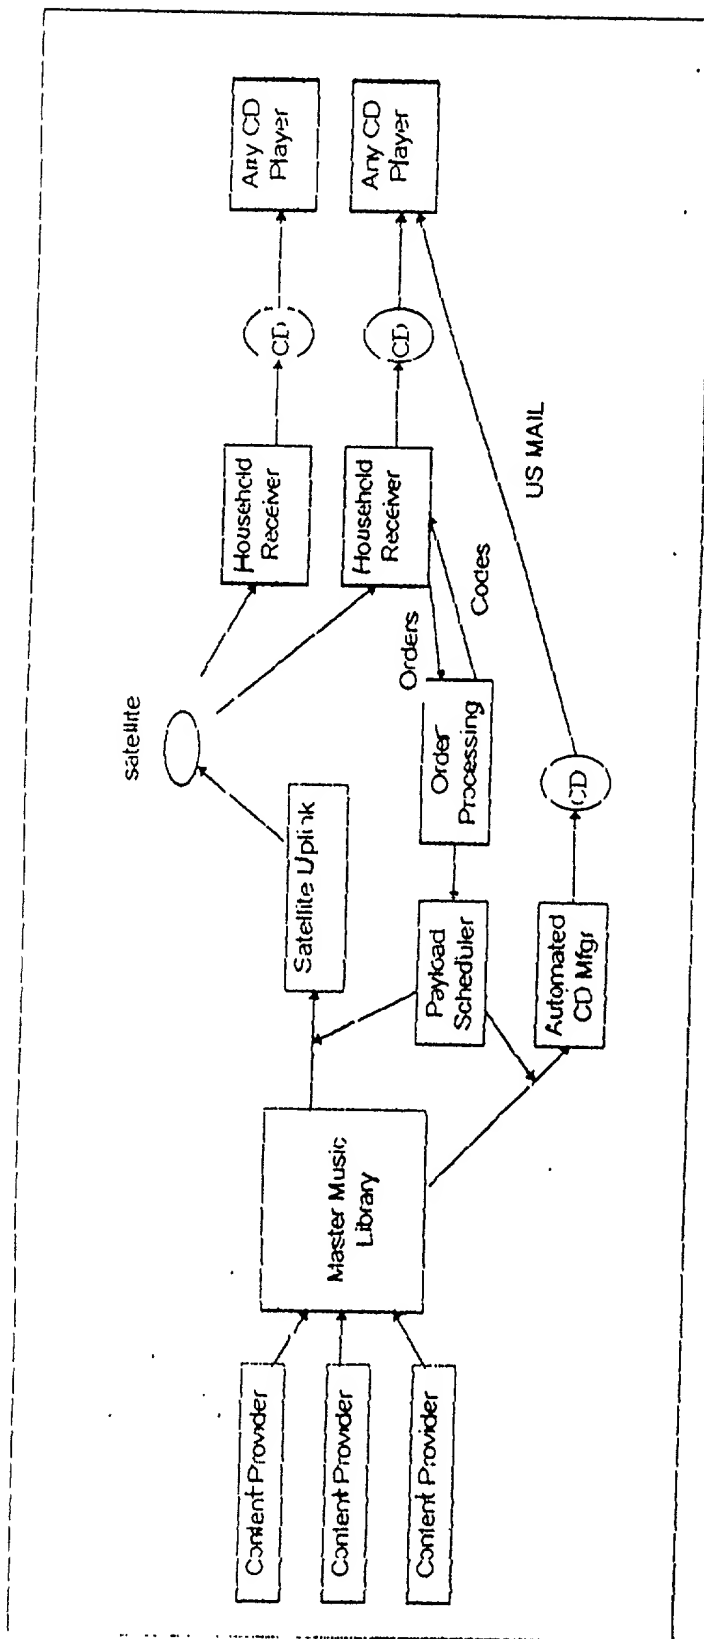 Content Provider
Content Provider
Content Provider
Master Music
Library
Satellite Uplink
satellite
Payload
Scheduler
Order
Processing
Orders
Codes
Automated
CD Mfgr
CD
US MAIL
Household
Receiver
Household
Receiver
CD
CD
Any CD
Player
Any CD
Player